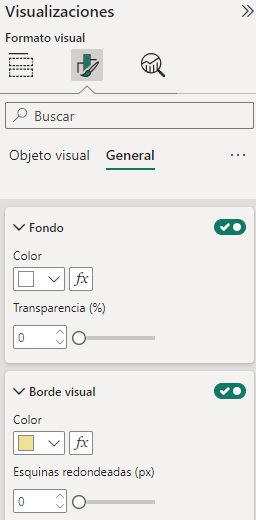 Visualizaciones
Formato visual
Buscar
Objeto visual General
Fondo
Color
fx
Transparencia (%)
0
Borde visual
Color
fx
Esquinas redondeadas (px)
0